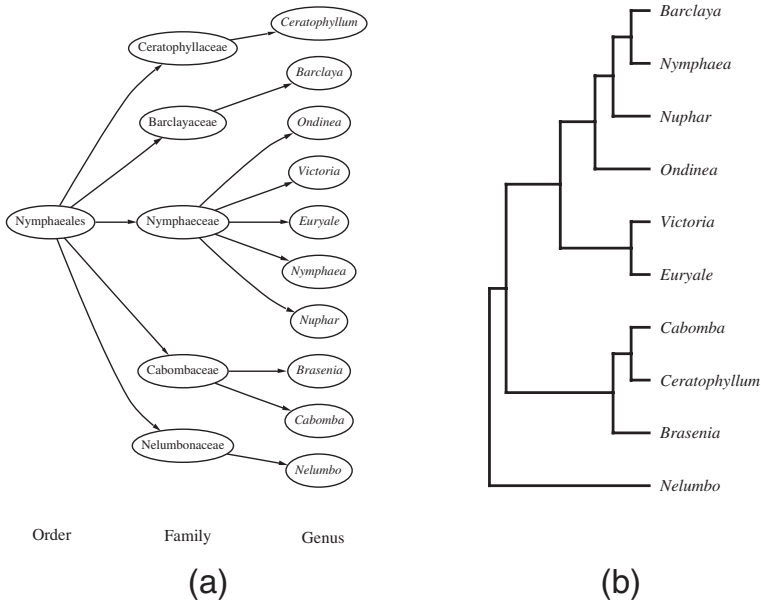 Ceratophyllum
Ceratophyllaceae
Barclaya
Barclayaceae
Ondinea
Victoria
Nymphaeales
Nymphaeceae
Euryale
Nymphaea
Nuphar
Cabombaceae
Brasenia
Cabomba
Nelumbonaceae
Nelumbo
Order
Family
Genus
(a)
Barclaya
Nymphaea
Nuphar
Ondinea
Victoria
Euryale
Cabomba
Ceratophyllum
Brasenia
Nelumbo
(b)